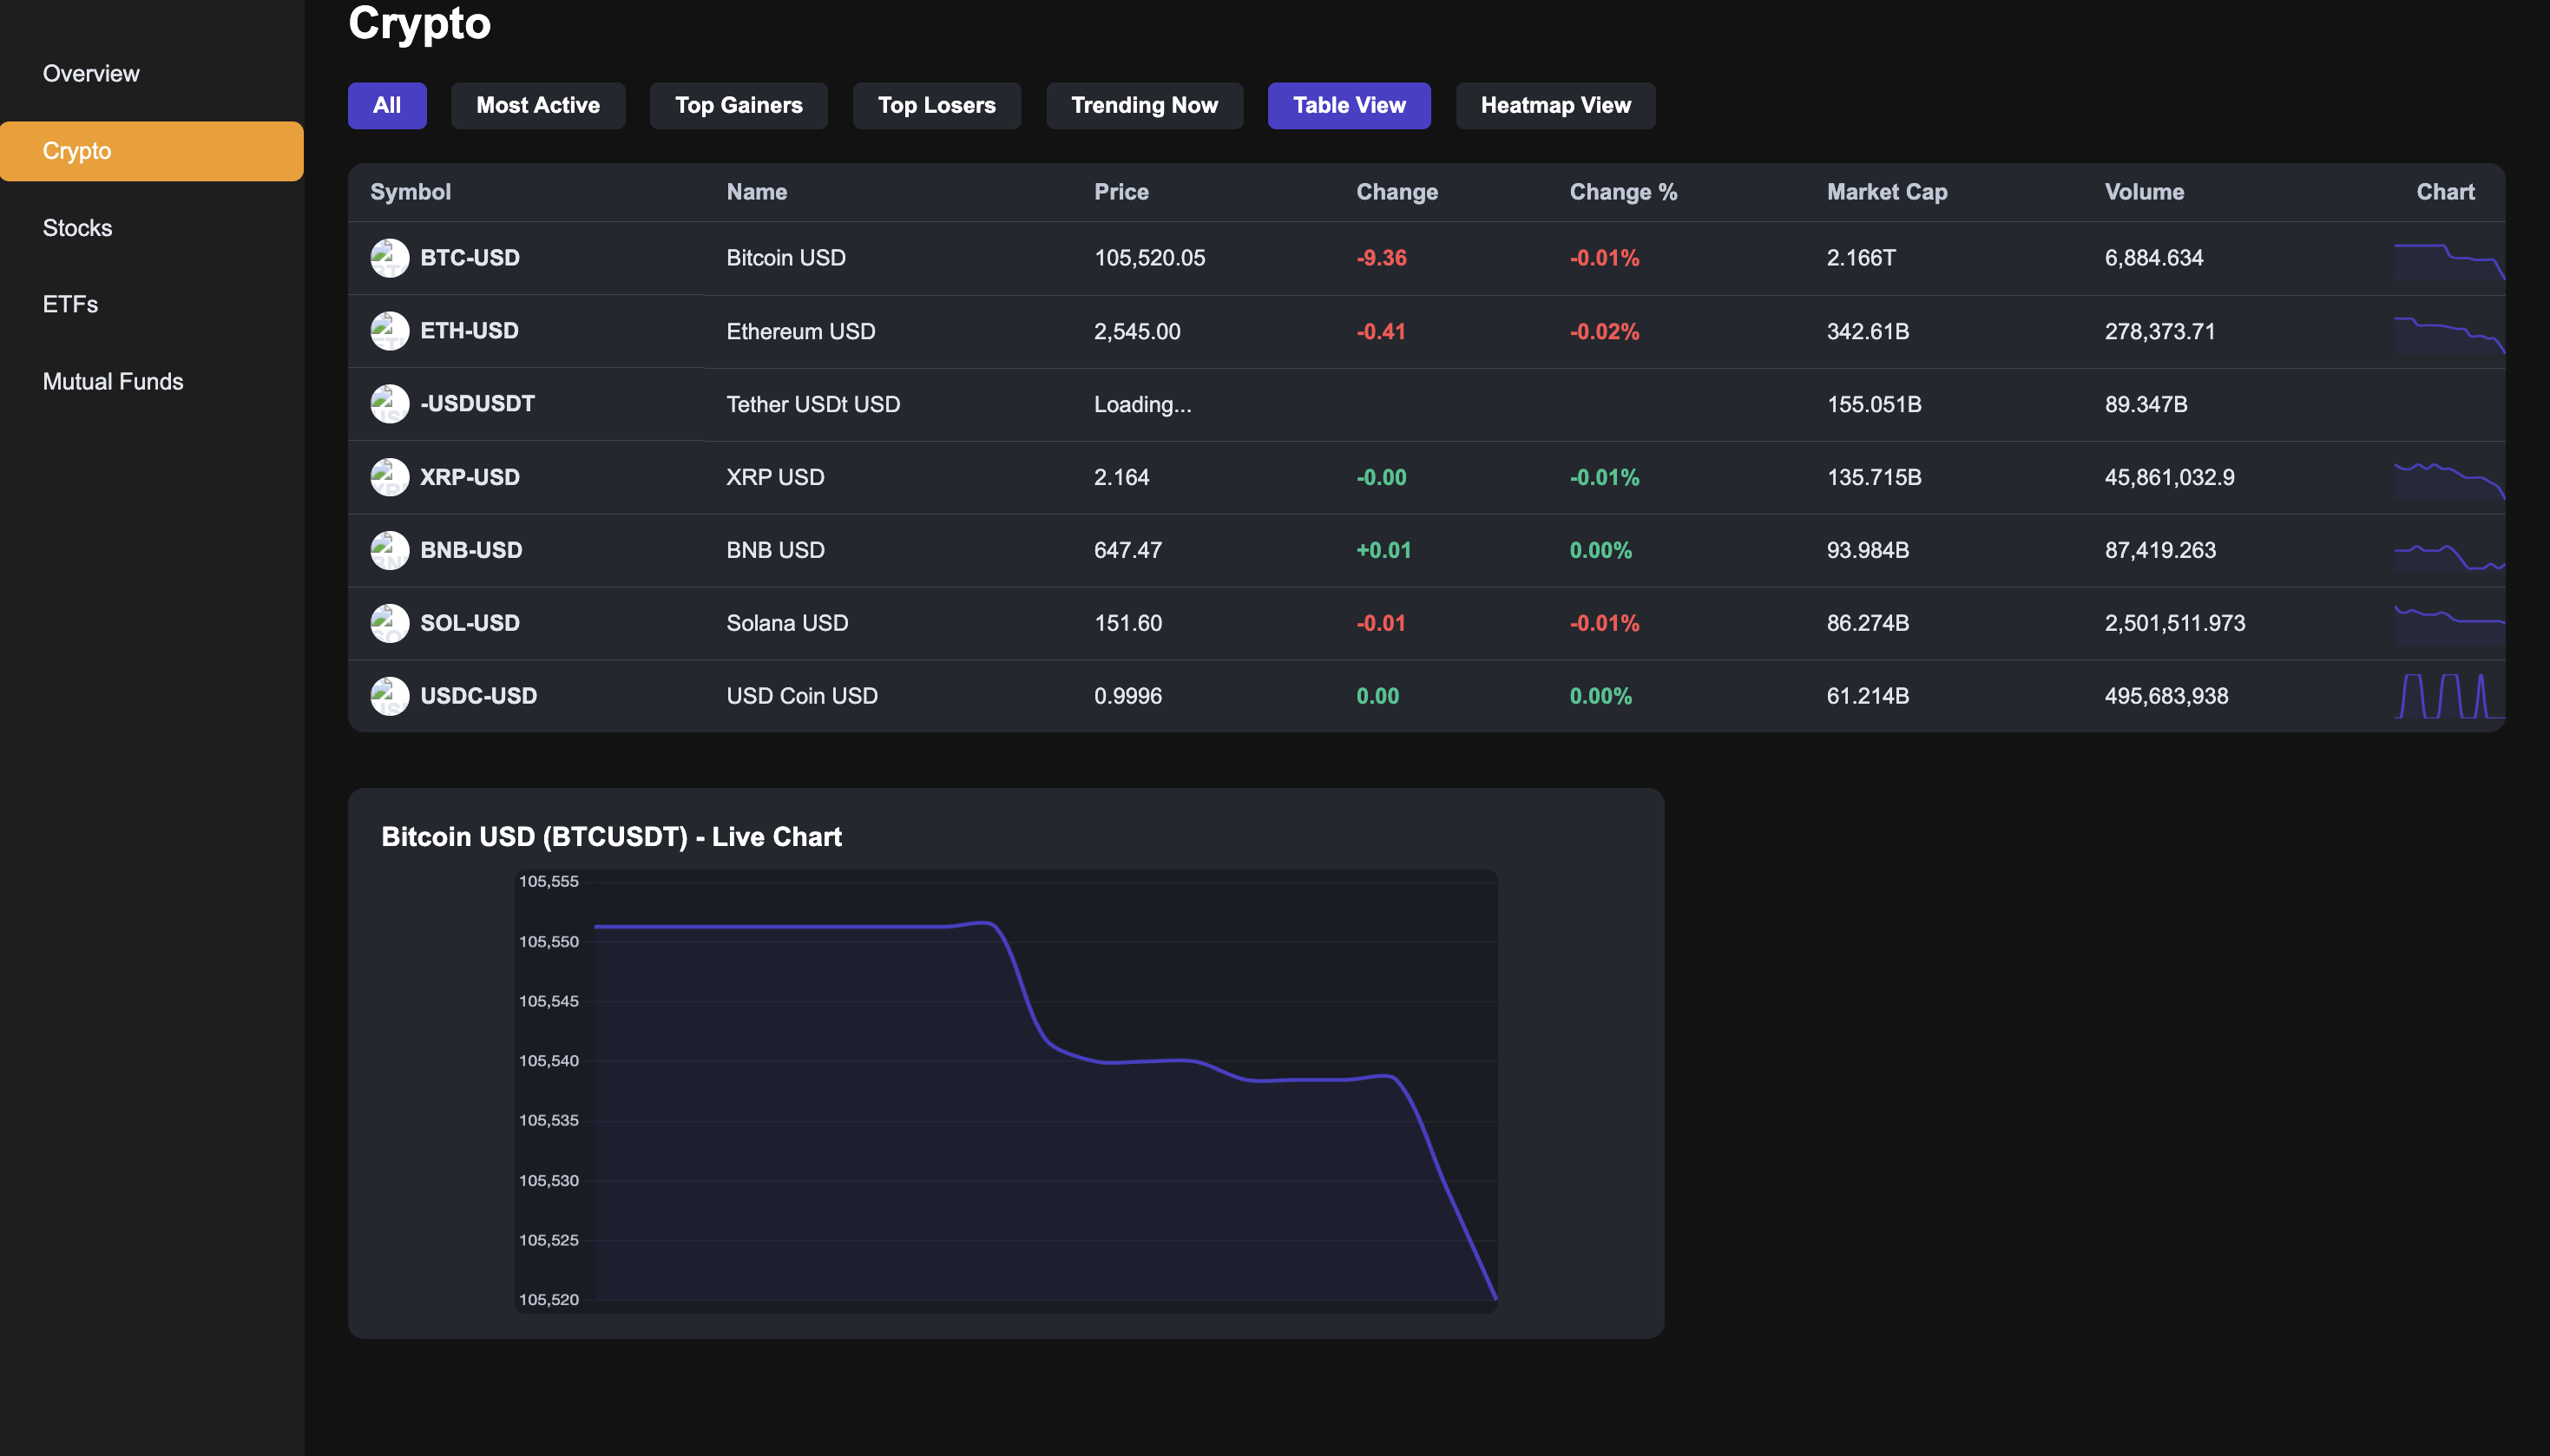 Crypto
Overview
Crypto
Stocks
ETFs
Mutual Funds
All Most Active Top Gainers Top Losers Trending Now Table View Heatmap View
Symbol Name Price Change Change % Market Cap Volume Chart
BTC-USD Bitcoin USD 105,520.05 -9.36 -0.01% 2.166T 6,884.634
ETH-USD Ethereum USD 2,545.00 -0.41 -0.02% 342.61B 278,373.71
-USDUSDT Tether USDt USD Loading... 155.051B 89.347B
XRP-USD XRP USD 2.164 -0.00 -0.01% 135.715B 45,861,032.9
BNB-USD BNB USD 647.47 +0.01 0.00% 93.984B 87,419.263
SOL-USD Solana USD 151.60 -0.01 -0.01% 86.274B 2,501,511.973
USDC-USD USD Coin USD 0.9996 0.00 0.00% 61.214B 495,683,938
Bitcoin USD (BTCUSDT) - Live Chart
105,555
105,550
105,545
105,540
105,535
105,530
105,525
105,520